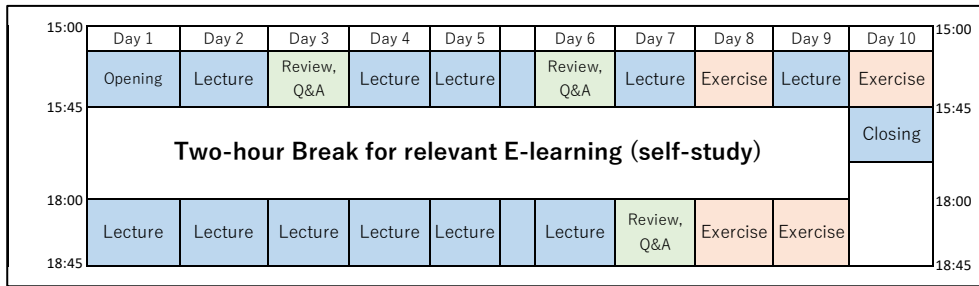 15:00
Day 1 Day 2 Day 3 Day 4 Day 5 Day 6 Day 7 Day 8 Day 9 Day 10
15:00
Opening Lecture Review, Q&A Lecture Lecture Review, Q&A Lecture Exercise Lecture Exercise
15:45
15:45
Two-hour Break for relevant E-learning (self-study)
Closing
18:00
18:00
Lecture Lecture Lecture Lecture Lecture Lecture Review, Q&A Exercise Exercise
18:45
18:45